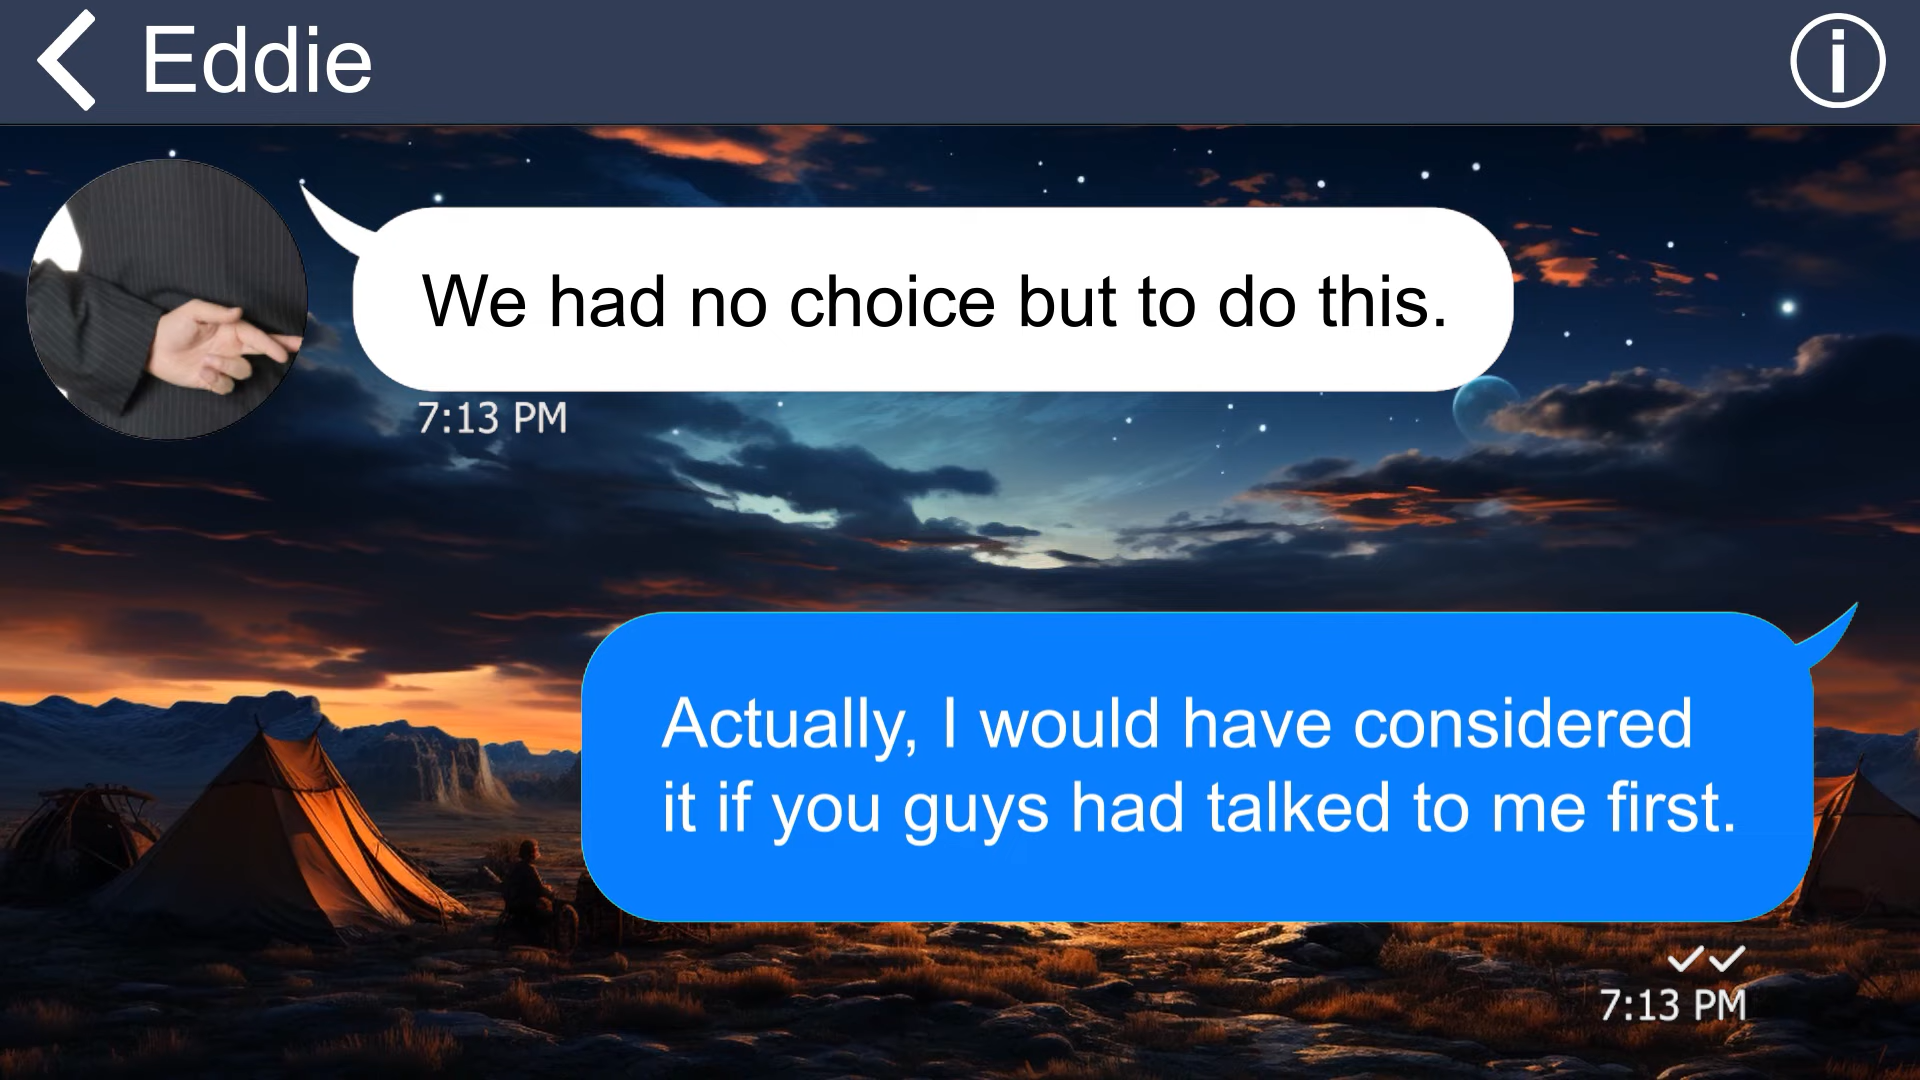 Eddie
We had no choice but to do this.
7:13 PM
Actually, I would have considered
it if you guys had talked to me first.
7:13 PM